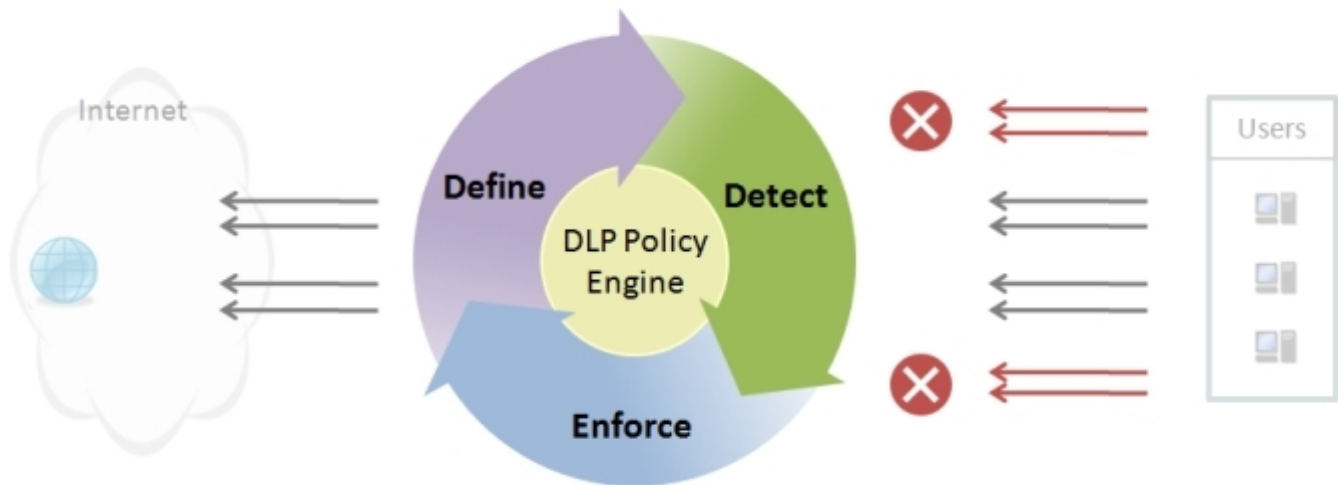 Internet
Users
Define
Detect
DLP Policy
Engine
Enforce